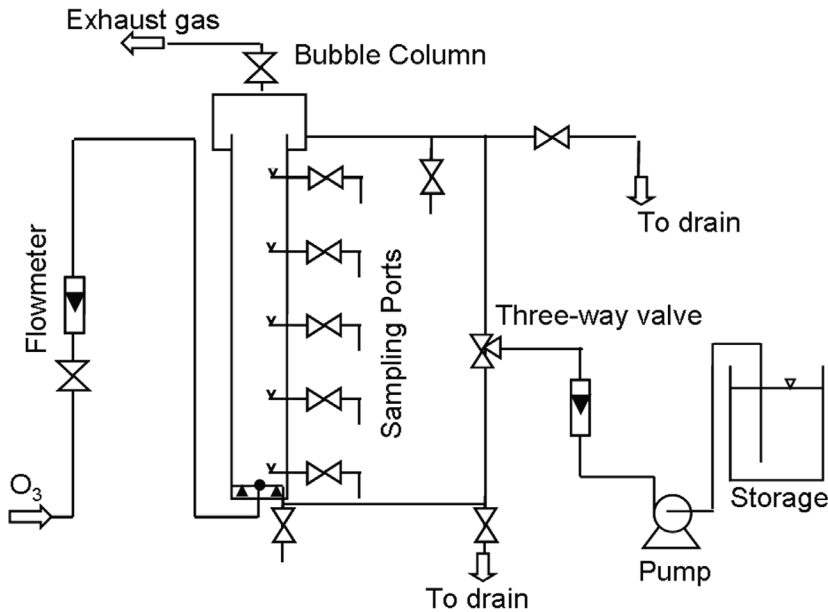 Exhaust gas
Bubble Column
To drain
Flowmeter
Sampling Ports
Three-way valve
O₃
Storage
Pump
To drain